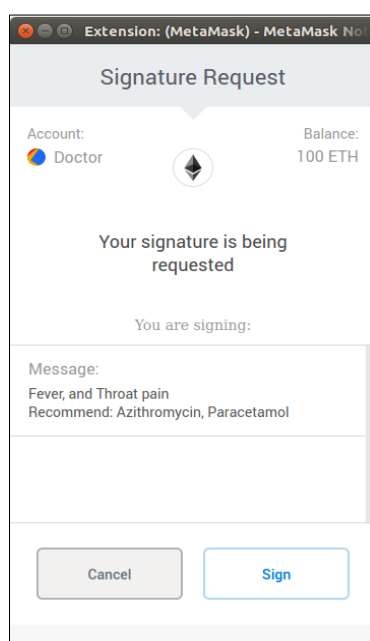 Extension: (MetaMask) - MetaMask
Signature Request
Account:
Balance:
Doctor
100 ETH
Your signature is being
requested
You are signing:
Message:
Fever, and Throat pain
Recommend: Azithromycin, Paracetamol
Cancel
Sign